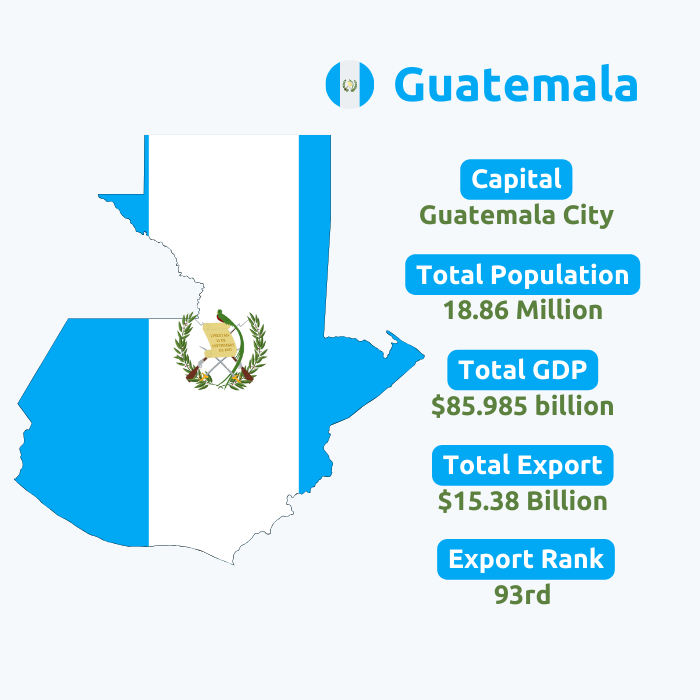 Guatemala
Capital
Guatemala City
Total Population
18.86 Million
Total GDP
$85.985 billion
Total Export
$15.38 Billion
Export Rank
93rd